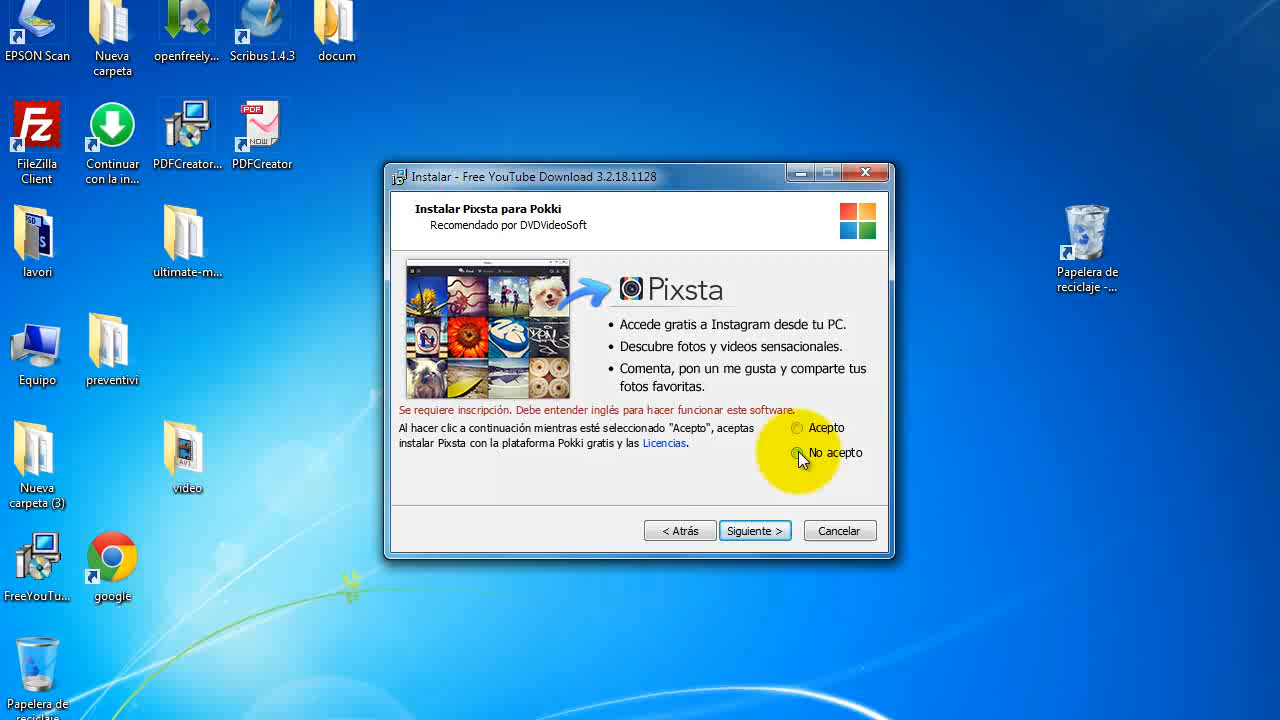 EPSON Scan
Nueva
carpeta
openfreely...
Scribus 1.4.3
docum
FileZilla
Client
Continuar
con la in...
PDFCreator...
PDF
NOW
PDFCreator
lavori
ultimate-m...
Equipo
preventivi
Nueva
carpeta (3)
AVI
video
FreeYouTu...
google
Papelera de
reciclaje
Papelera de
reciclaje -...
Instalar - Free YouTube Download 3.2.18.1128
Instalar Pixsta para Pokki
Recomendado por DVDVideoSoft
Pixsta
• Accede gratis a Instagram desde tu PC.
• Descubre fotos y videos sensacionales.
• Comenta, pon un me gusta y comparte tus
fotos favoritas.
Se requiere inscripción. Debe entender inglés para hacer funcionar este software.
Al hacer clic a continuación mientras esté seleccionado "Acepto", aceptas
instalar Pixsta con la plataforma Pokki gratis y las Licencias.
Acepto
No acepto
< Atrás
Siguiente >
Cancelar